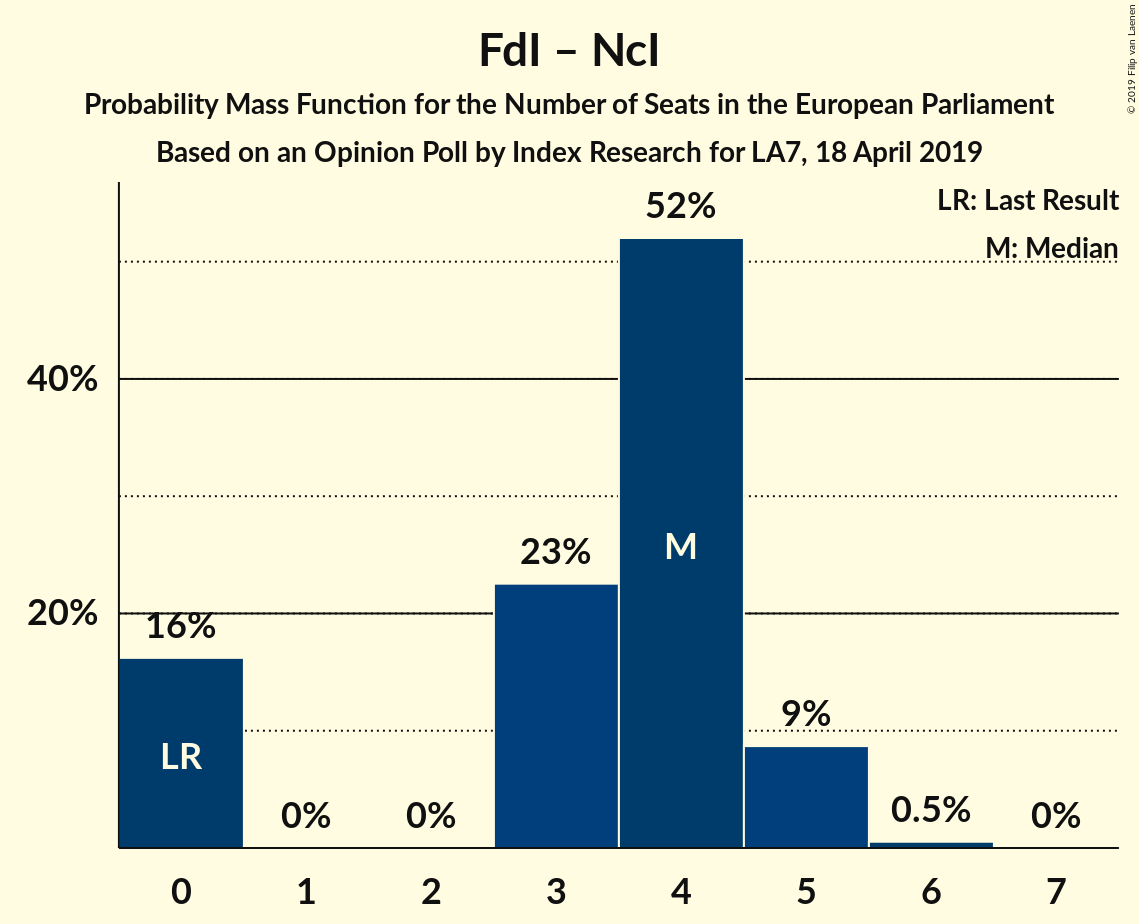 FdI – NcI
Probability Mass Function for the Number of Seats in the European Parliament
Based on an Opinion Poll by Index Research for LA7, 18 April 2019
© 2019 Filip van Laenen
LR: Last Result
M: Median
52%
40%
23%
M
20%
16%
9%
LR
0%
0%
0.5%
0%
0 1 2 3 4 5 6 7